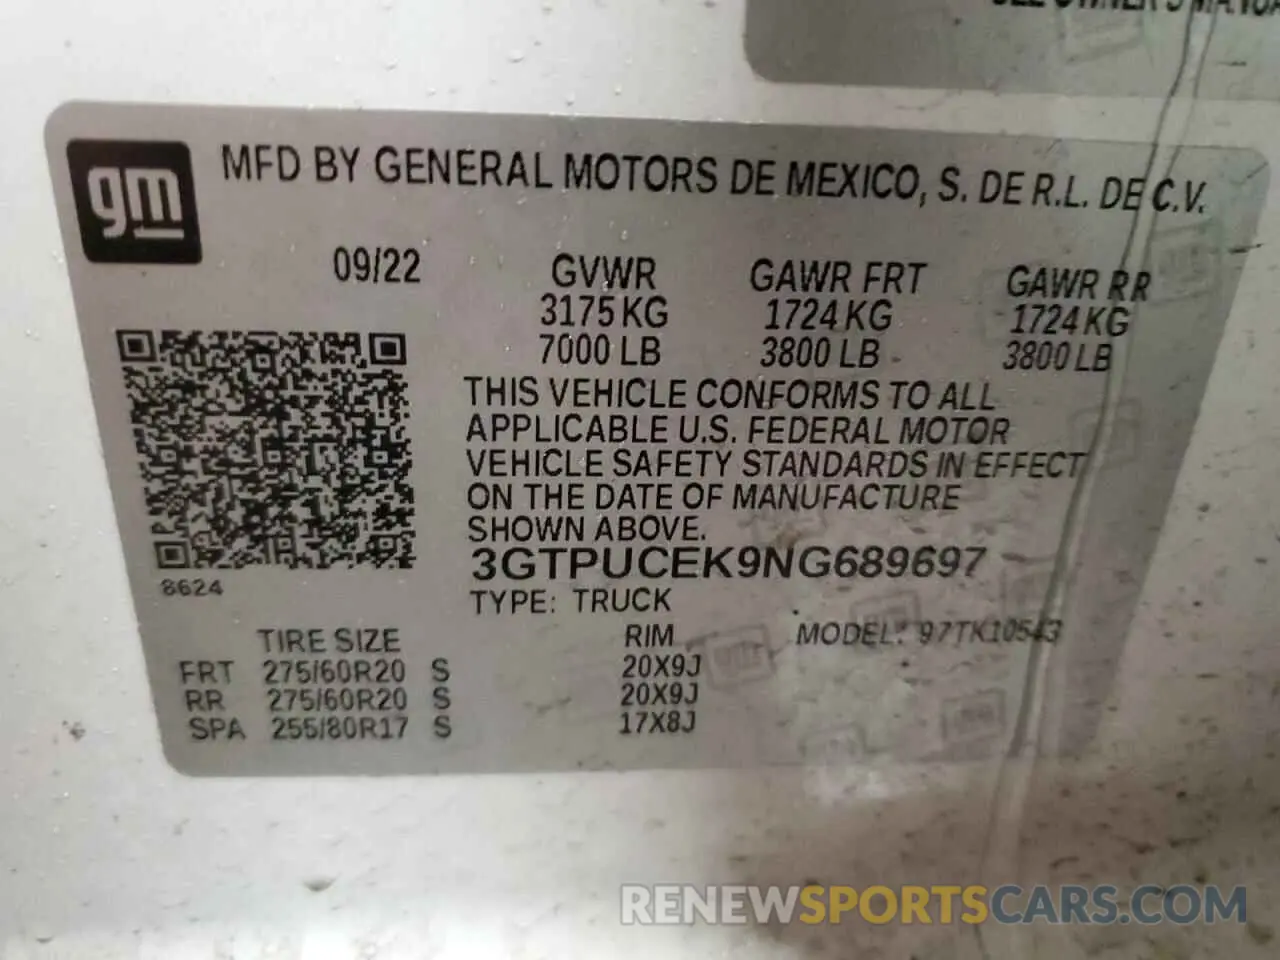 SEE OWNER'S MANUAL
gm
MFD BY GENERAL MOTORS DE MEXICO, S. DE R.L. DE C.V.
09/22
GVWR GAWR FRT GAWR RR
3175 KG 1724 KG 1724 KG
7000 LB 3800 LB 3800 LB
THIS VEHICLE CONFORMS TO ALL
APPLICABLE U.S. FEDERAL MOTOR
VEHICLE SAFETY STANDARDS IN EFFECT
ON THE DATE OF MANUFACTURE
SHOWN ABOVE.
3GTPUCEK9NG689697
8624
TYPE: TRUCK
TIRE SIZE RIM MODEL: 97TK10543
FRT 275/60R20 S 20X9J
RR 275/60R20 S 20X9J
SPA 255/80R17 S 17X8J
RENEWSPORTSCARS.COM